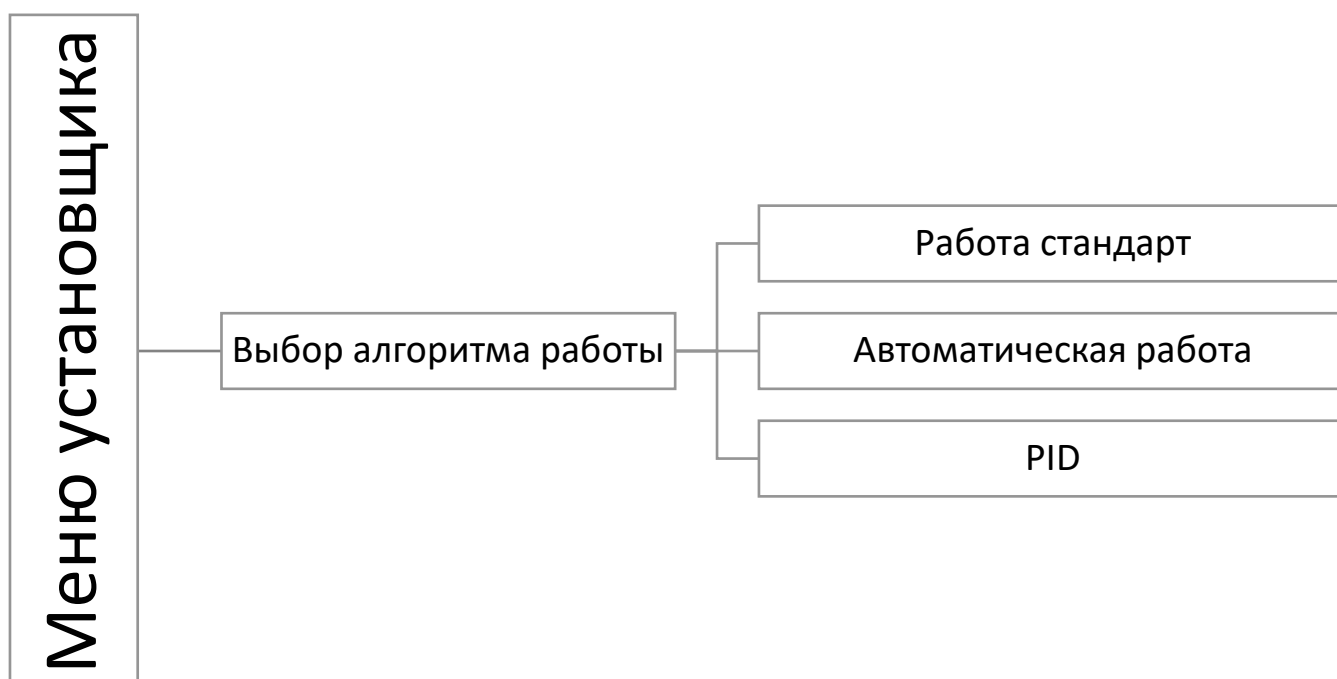 Меню установщика
Выбор алгоритма работы
Работа стандарт
Автоматическая работа
PID